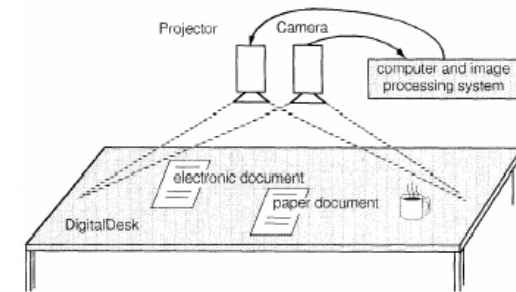 Projector
Camera
computer and image
processing system
electronic document
paper document
DigitalDesk